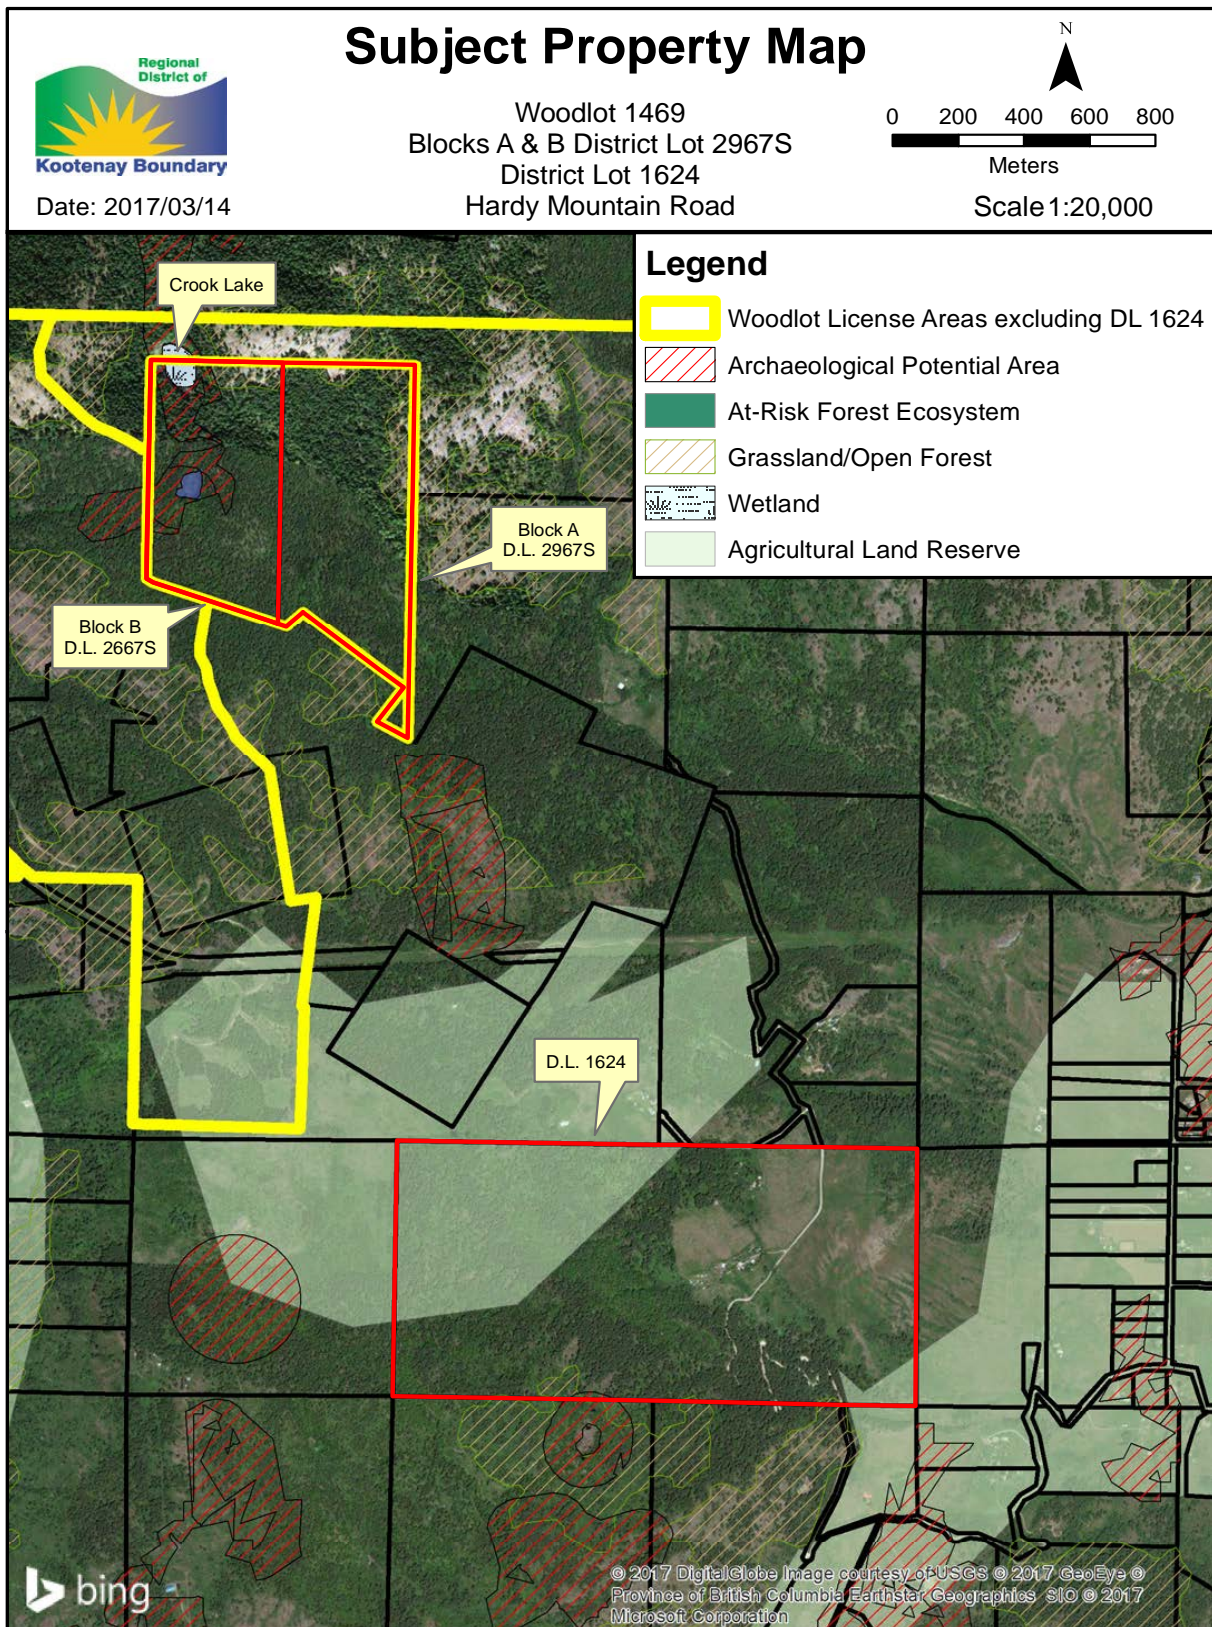 Subject Property Map
Regional
District of
Kootenay Boundary
Date: 2017/03/14
Woodlot 1469
Blocks A & B District Lot 2967S
District Lot 1624
Hardy Mountain Road
N
0 200 400 600 800
Meters
Scale 1:20,000
Legend
Woodlot License Areas excluding DL 1624
Archaeological Potential Area
At-Risk Forest Ecosystem
Grassland/Open Forest
Wetland
Agricultural Land Reserve
Crook Lake
Block A
D.L. 2967S
Block B
D.L. 2667S
D.L. 1624
bing
© 2017 DigitalGlobe Image courtesy of USGS © 2017 GeoEye ©
Province of British Columbia Earthstar Geographics SIO © 2017
Microsoft Corporation